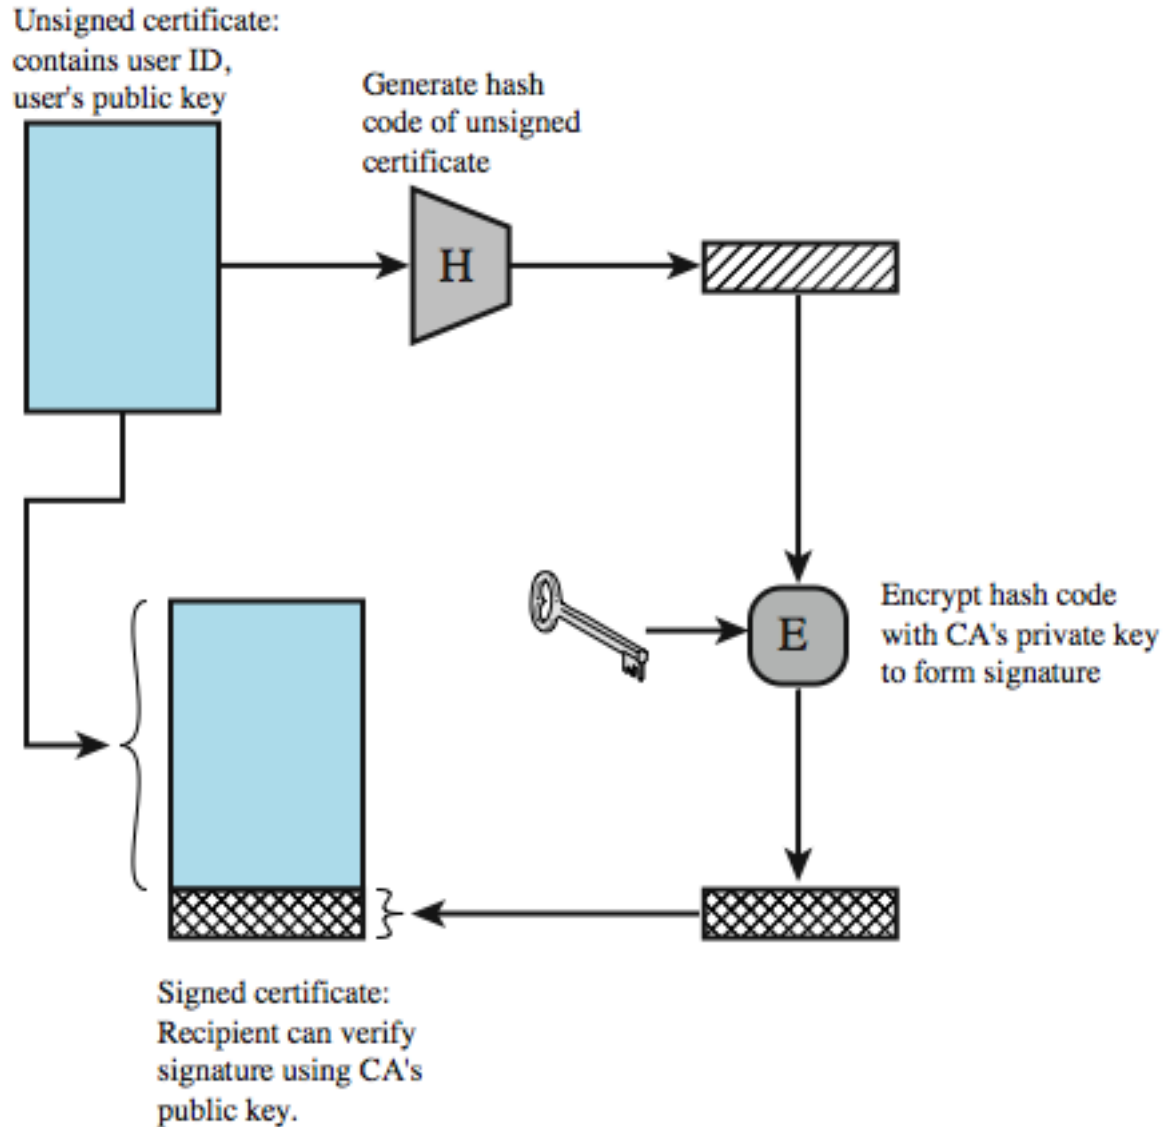 Unsigned certificate:
contains user ID,
user's public key
Generate hash
code of unsigned
certificate
H
E
Encrypt hash code
with CA's private key
to form signature
Signed certificate:
Recipient can verify
signature using CA's
public key.